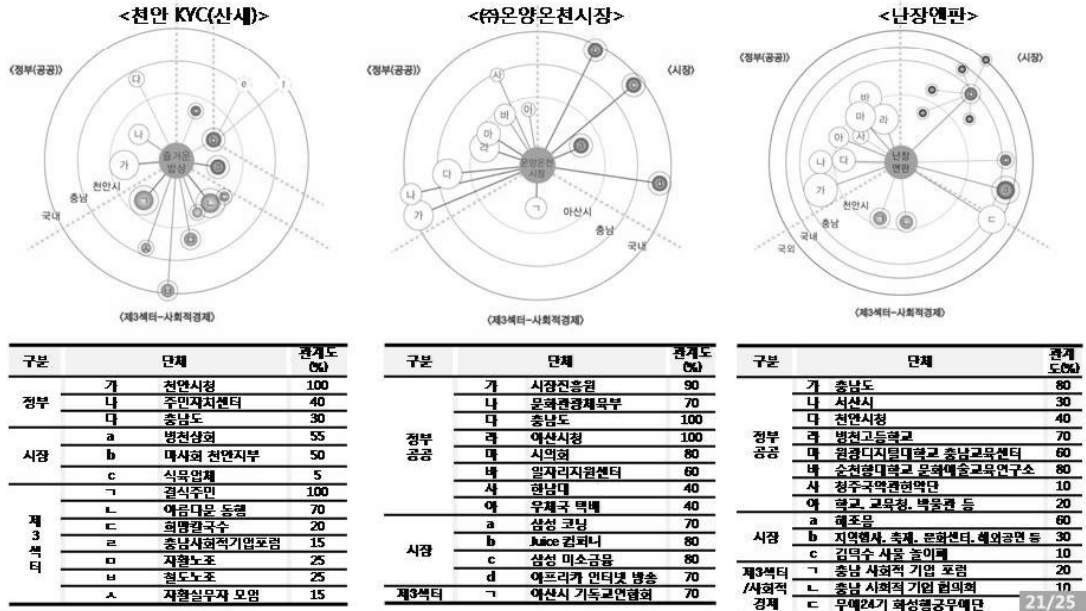 <천안 KYC(산새)>
<㈜온양온천시장>
<난장앤판>
<정부(공공)>
다
e
f
나
가
즐거운
밥상
천안시
충남
국내
ㄱ
ㄴ
ㅅ
ㅂ
<제3섹터-사회적경제>
<정부(공공)>
<시장>
사
아
바
마
라
다
나
가
온양온천
시장
ㄱ
아산시
충남
국내
<제3섹터-사회적경제>
<정부(공공)>
<시장>
바
마
라
아
사
나
다
가
난장
앤판
ㄷ
천안시
충남
국내
국외
<제3섹터-사회적경제>
구분 단체 관계도(%)
정부
가 천안시청 100
나 주민자치센터 40
다 충남도 30
시장
a 병천상회 55
b 마사회 천안지부 50
c 식육업체 5
제3섹터
ㄱ 결식주민 100
ㄴ 아름다운 동행 70
ㄷ 희망칼국수 20
ㄹ 충남사회적기업포럼 15
ㅁ 자활노조 25
ㅂ 철도노조 25
ㅅ 자활실무자 모임 15
구분 단체 관계도(%)
정부 공공
가 시장진흥원 90
나 문화관광체육부 70
다 충남도 100
라 아산시청 100
마 시의회 80
바 일자리지원센터 60
사 한남대 40
아 우체국 택배 40
시장
a 삼성 코닝 70
b Juice 컴퍼니 80
c 삼성 미소금융 80
d 아프리카 인터넷 방송 70
제3섹터 ㄱ 아산시 기독교연합회 70
구분 단체 관계도(%)
정부 공공
가 충남도 80
나 서산시 30
다 천안시청 40
라 병천고등학교 70
마 원광디지털대학교 충남교육센터 60
바 순천향대학교 문화예술교육연구소 80
사 청주국악관현악단 10
아 학교, 교육청, 박물관 등 20
시장
a 해조음 60
b 지역행사, 축제, 문화센터, 해외공연 등 30
c 김덕수 사물 놀이패 10
제3섹터/사회적 경제
ㄱ 충남 사회적 기업 포럼 20
ㄴ 충남 사회적 기업 협의회 10
ㄷ 무예24기 화성행궁무예단
21/25